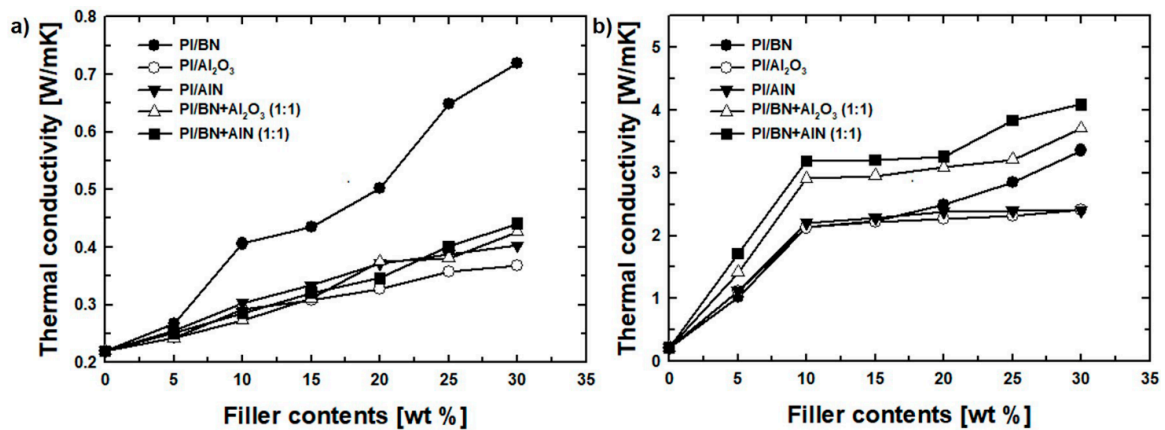 a)
Thermal conductivity [W/mK]
0.8
0.7
0.6
0.5
0.4
0.3
0.2
PI/BN
PI/Al₂O₃
PI/AlN
PI/BN+Al₂O₃ (1:1)
PI/BN+AlN (1:1)
0 5 10 15 20 25 30 35
Filler contents [wt %]
b)
Thermal conductivity [W/mK]
5
4
3
2
1
0
PI/BN
PI/Al₂O₃
PI/AlN
PI/BN+Al₂O₃ (1:1)
PI/BN+AlN (1:1)
0 5 10 15 20 25 30 35
Filler contents [wt %]